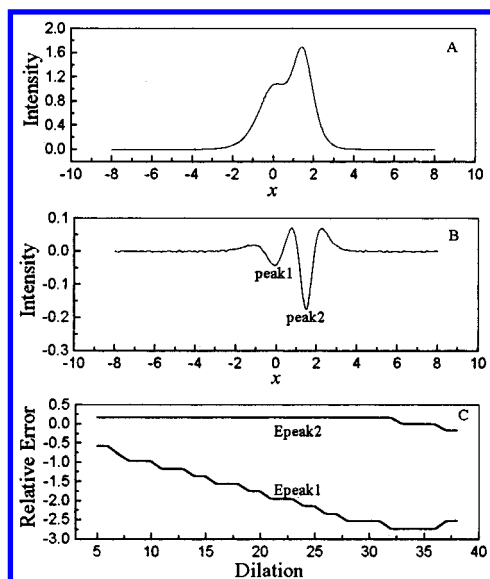 A
Intensity
2.0
1.6
1.2
0.8
0.4
0.0
-10 -8 -6 -4 -2 0 2 4 6 8 10
x
B
Intensity
0.1
0.0
-0.1
-0.2
-0.3
peak1
peak2
-10 -8 -6 -4 -2 0 2 4 6 8 10
x
C
Relative Error
0.5
0.0
-0.5
-1.0
-1.5
-2.0
-2.5
-3.0
Epeak2
Epeak1
5 10 15 20 25 30 35 40
Dilation